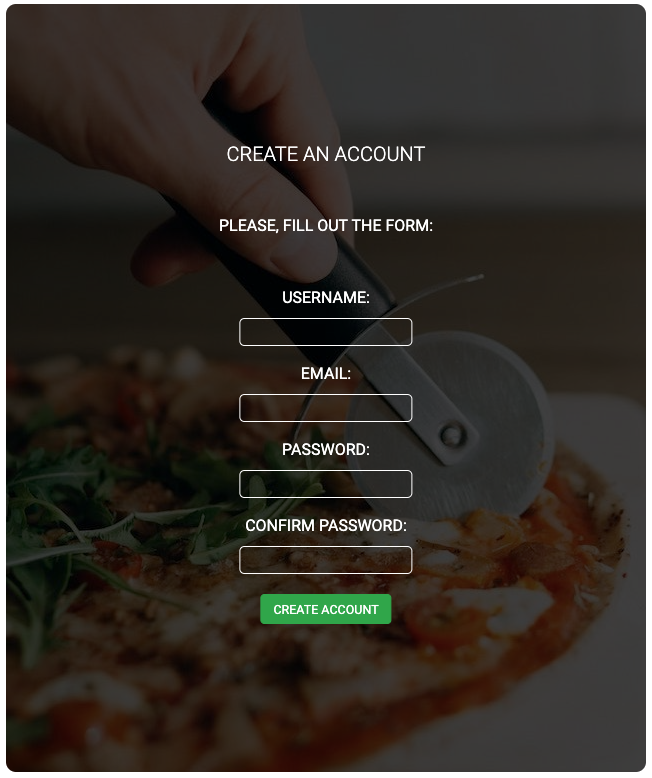 CREATE AN ACCOUNT
PLEASE, FILL OUT THE FORM:
USERNAME:
EMAIL:
PASSWORD:
CONFIRM PASSWORD:
CREATE ACCOUNT